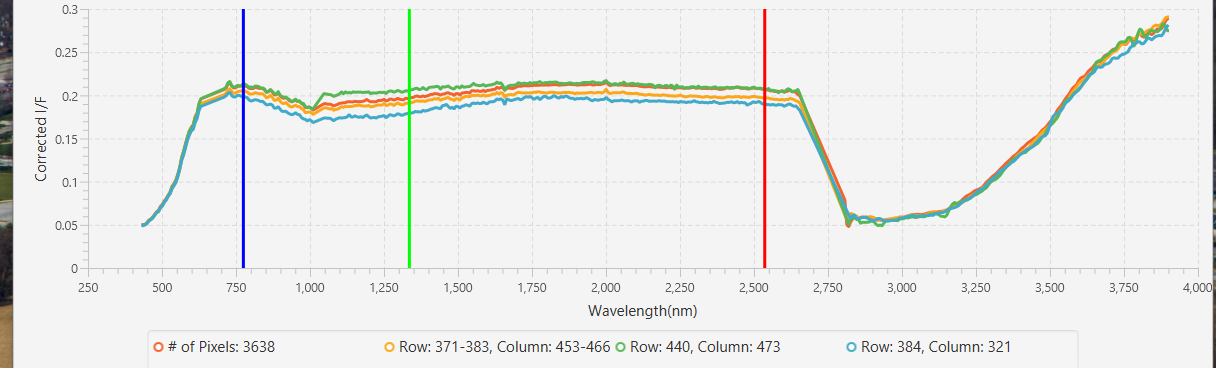 0.3
0.25
0.2
0.15
0.1
0.05
0
Corrected I/F
250 500 750 1,000 1,250 1,500 1,750 2,000 2,250 2,500 2,750 3,000 3,250 3,500 3,750 4,000
Wavelength(nm)
# of Pixels: 3638 Row: 371-383, Column: 453-466 Row: 440, Column: 473 Row: 384, Column: 321